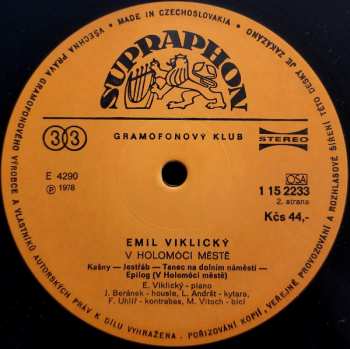 MADE IN CZECHOSLOVAKIA
VŠECHNA PRÁVA GRAMOFONOVÉHO VÝROBCE A VLASTNÍKŮ AUTORSKÝCH PRÁV K DÍLU VYHRAZENA. POŘIZOVÁNÍ KOPIÍ, VEŘEJNÉ PROVOZOVÁNÍ A ROZHLASOVÉ ŠÍŘENÍ TÉTO DESKY JE ZAKÁZÁNO
SUPRAPHON
33
GRAMOFONOVÝ KLUB
STEREO
E 4290
Ⓟ 1978
OSA
1 15 2233
2. strana
Kčs 44,-
EMIL VIKLICKÝ
V HOLOMÓCI MĚSTĚ
Kašny — Jestřáb — Tanec na dolním náměstí —
Epilog (V Holomóci městě)
E. Viklický - piano
J. Beránek - housle, L. Andršt - kytara,
F. Uhlíř - kontrabas, M. Vitoch - bicí